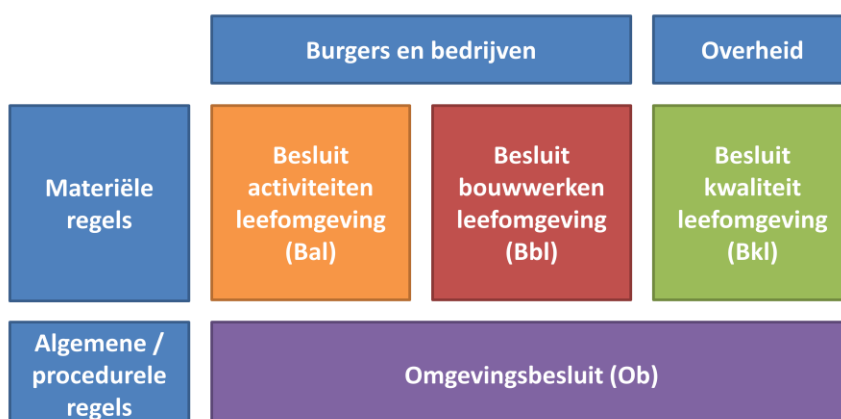 Burgers en bedrijven
Overheid
Materiële
regels
Besluit
activiteiten
leefomgeving
(Bal)
Besluit
bouwwerken
leefomgeving
(Bbl)
Besluit
kwaliteit
leefomgeving
(Bkl)
Algemene /
procedurele
regels
Omgevingsbesluit (Ob)